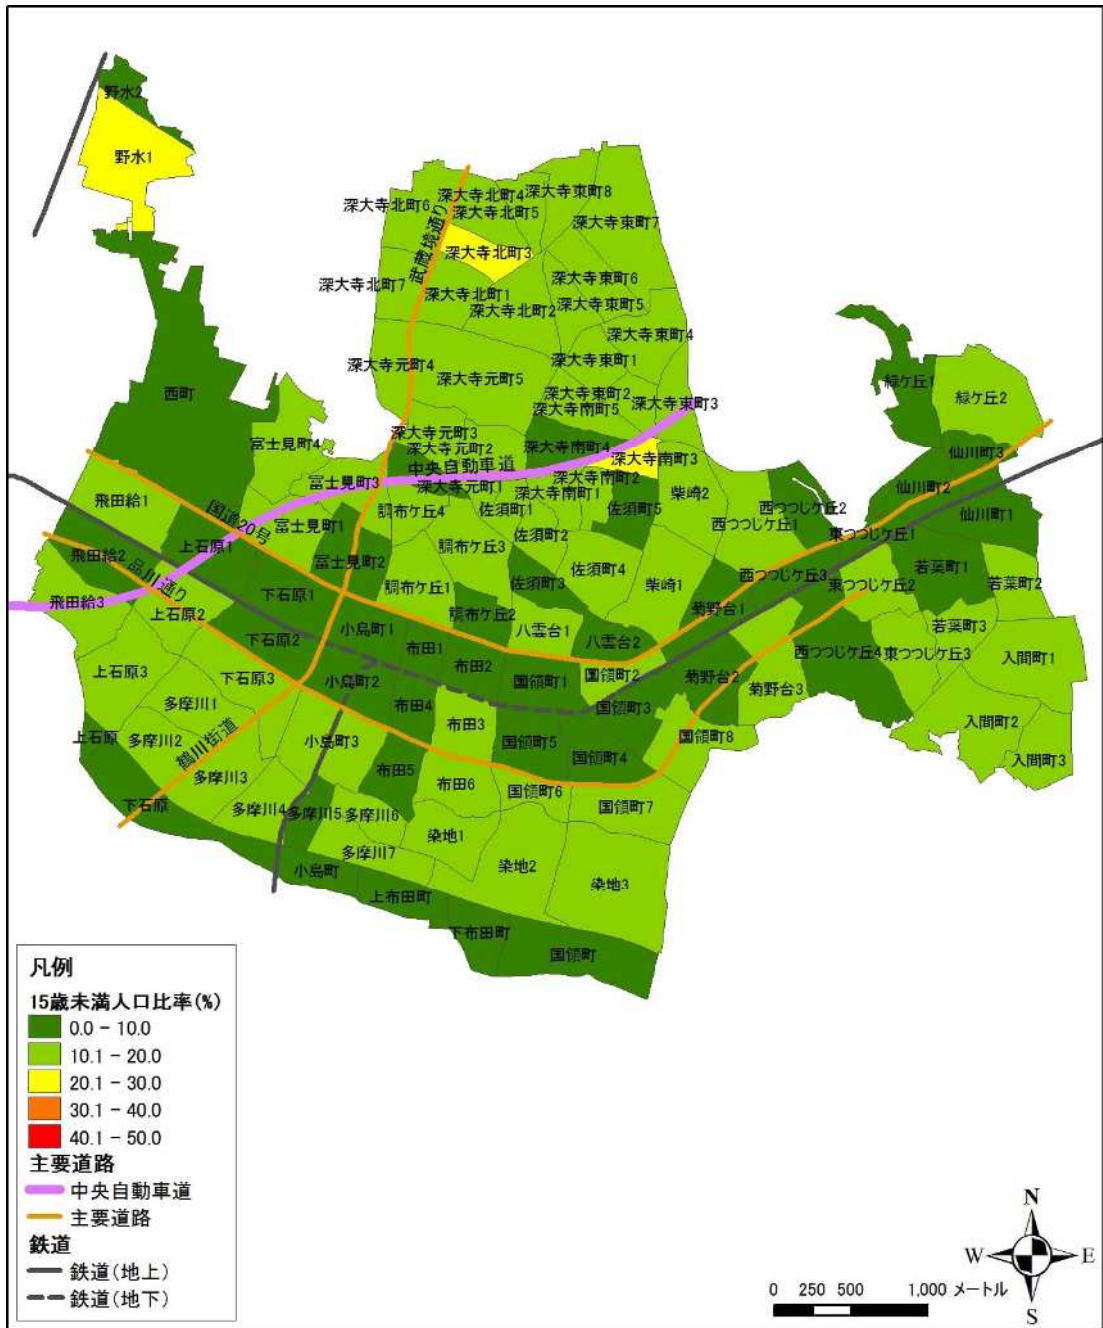 野水2
野水1
深大寺北町4
深大寺東町8
深大寺北町6
深大寺北町5
深大寺東町7
武蔵境通り
深大寺北町3
深大寺北町7
深大寺東町6
深大寺北町1
深大寺東町5
深大寺北町2
深大寺東町4
深大寺元町4
深大寺東町1
深大寺元町5
緑ケ丘1
西町
深大寺東町2
緑ケ丘2
深大寺南町5
深大寺東町3
深大寺元町3
富士見町4
深大寺元町2
深大寺南町4
仙川町3
深大寺南町3
中央自動車道
富士見町3
深大寺南町2
深大寺元町1
仙川町2
深大寺南町1
柴崎2
飛田給1
国道20号
調布ケ丘4
佐須町1
佐須町5
西つつじケ丘2
仙川町1
富士見町1
西つつじケ丘1
東つつじケ丘1
佐須町2
上石原1
調布ケ丘3
飛田給2
富士見町2
佐須町4
若葉町1
西つつじケ丘3
品川通り
佐須町3
東つつじケ丘2
若葉町2
調布ケ丘1
柴崎1
下石原1
飛田給3
菊野台1
上石原2
調布ケ丘2
若葉町3
小島町1
八雲台1
下石原2
布田1
八雲台2
西つつじケ丘4
東つつじケ丘3
入間町1
布田2
上石原3
下石原3
小島町2
国領町1
国領町2
菊野台2
菊野台3
多摩川1
布田4
国領町3
布田3
入間町2
上石原
多摩川2
鶴川街道
小島町3
国領町5
国領町8
国領町4
入間町3
多摩川3
布田5
布田6
国領町6
下石原
多摩川4
多摩川5
多摩川6
国領町7
染地1
多摩川7
小島町
染地2
染地3
上布田町
下布田町
国領町
凡例
15歳未満人口比率(%)
0.0 - 10.0
10.1 - 20.0
20.1 - 30.0
30.1 - 40.0
40.1 - 50.0
主要道路
中央自動車道
主要道路
鉄道
鉄道(地上)
鉄道(地下)
N
W
E
S
0 250 500 1,000 メートル